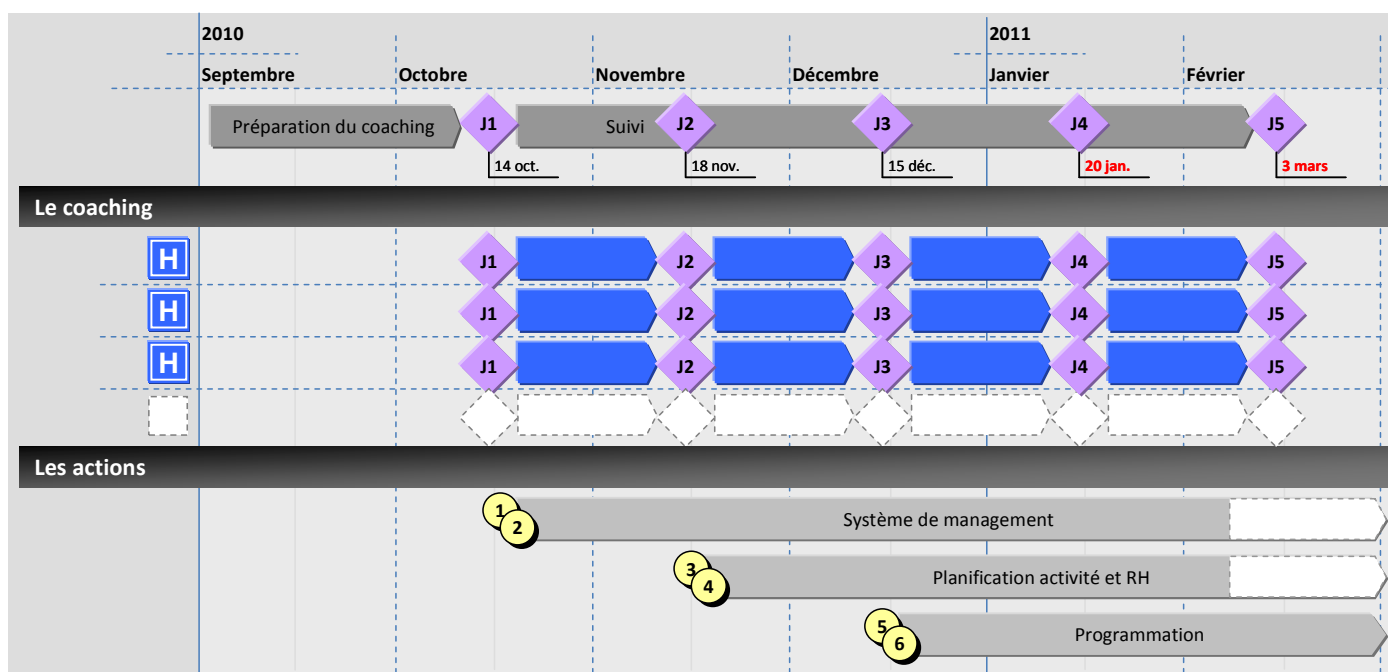 2010 2011
Septembre Octobre Novembre Décembre Janvier Février
Préparation du coaching J1 Suivi J2 J3 J4 J5
14 oct. 18 nov. 15 déc. 20 jan. 3 mars
Le coaching
H J1 J2 J3 J4 J5
H J1 J2 J3 J4 J5
H J1 J2 J3 J4 J5
Les actions
1 2 Système de management
3 4 Planification activité et RH
5 6 Programmation